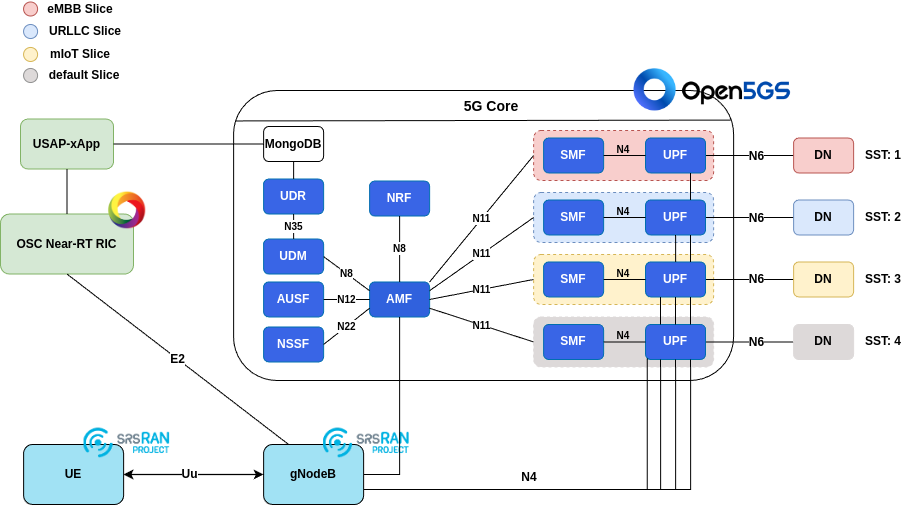 eMBB Slice
URLLC Slice
mIoT Slice
default Slice
Open5GS
5G Core
USAP-xApp
MongoDB
SMF
N4
UPF
N6
DN
SST: 1
UDR
NRF
N11
SMF
N4
UPF
N6
DN
SST: 2
N35
OSC Near-RT RIC
UDM
N8
N8
N11
SMF
N4
UPF
N6
DN
SST: 3
AUSF
N12
AMF
N11
NSSF
N22
N11
SMF
N4
UPF
N6
DN
SST: 4
E2
SRSRAN
PROJECT
SRSRAN
PROJECT
UE
Uu
gNodeB
N4